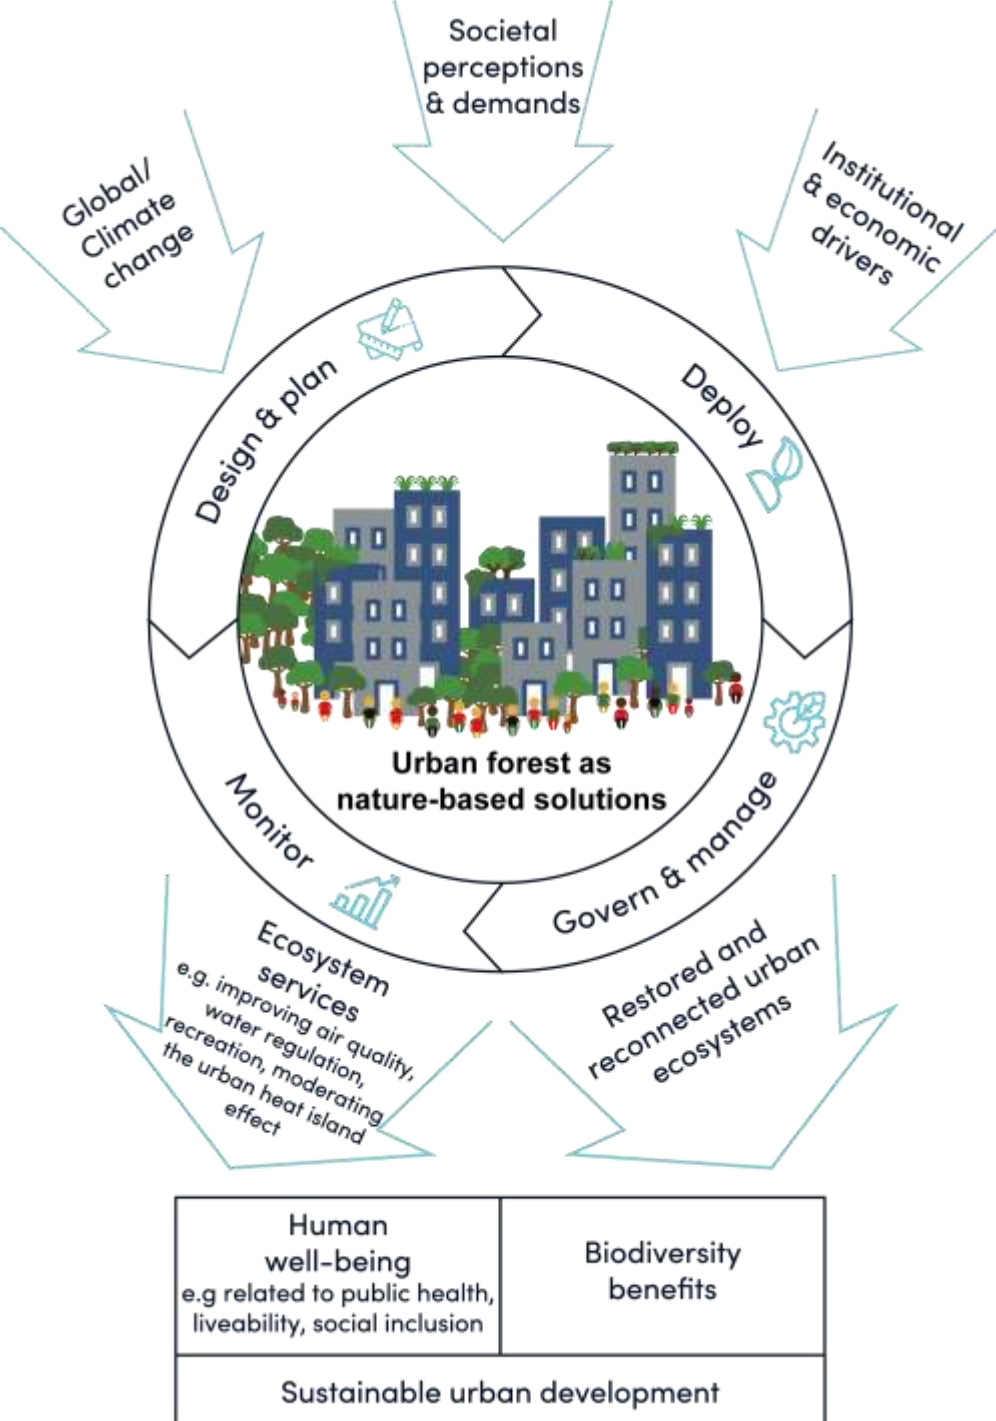 Societal
perceptions
& demands
Global/
Climate
change
Institutional
& economic
drivers
Design & plan
Deploy
Urban forest as
nature-based solutions
Monitor
Govern & manage
Ecosystem
services
e.g. improving air quality,
water regulation,
recreation, moderating
the urban heat island
effect
Restored and
reconnected urban
ecosystems
Human
well-being
e.g related to public health,
liveability, social inclusion
Biodiversity
benefits
Sustainable urban development